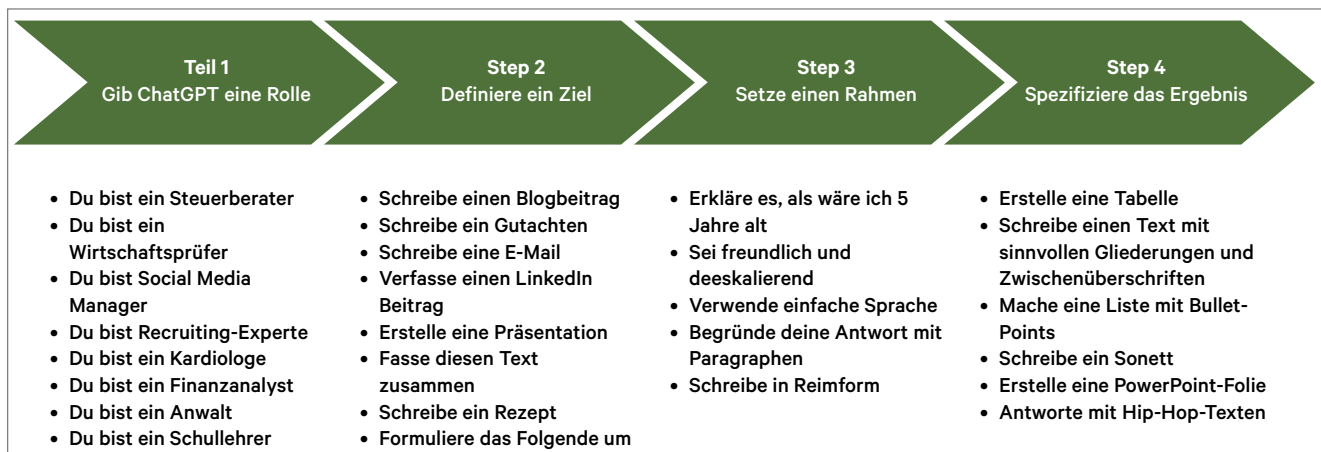 Teil 1
Gib ChatGPT eine Rolle
Step 2
Definiere ein Ziel
Step 3
Setze einen Rahmen
Step 4
Spezifiziere das Ergebnis
• Du bist ein Steuerberater
• Du bist ein
Wirtschaftsprüfer
• Du bist Social Media
Manager
• Du bist Recruiting-Experte
• Du bist ein Kardiologe
• Du bist ein Finanzanalyst
• Du bist ein Anwalt
• Du bist ein Schullehrer
• Schreibe einen Blogbeitrag
• Schreibe ein Gutachten
• Schreibe eine E-Mail
• Verfasse einen LinkedIn
Beitrag
• Erstelle eine Präsentation
• Fasse diesen Text
zusammen
• Schreibe ein Rezept
• Formuliere das Folgende um
• Erkläre es, als wäre ich 5
Jahre alt
• Sei freundlich und
deeskalierend
• Verwende einfache Sprache
• Begründe deine Antwort mit
Paragraphen
• Schreibe in Reimform
• Erstelle eine Tabelle
• Schreibe einen Text mit
sinnvollen Gliederungen und
Zwischenüberschriften
• Mache eine Liste mit Bullet-
Points
• Schreibe ein Sonett
• Erstelle eine PowerPoint-Folie
• Antworte mit Hip-Hop-Texten